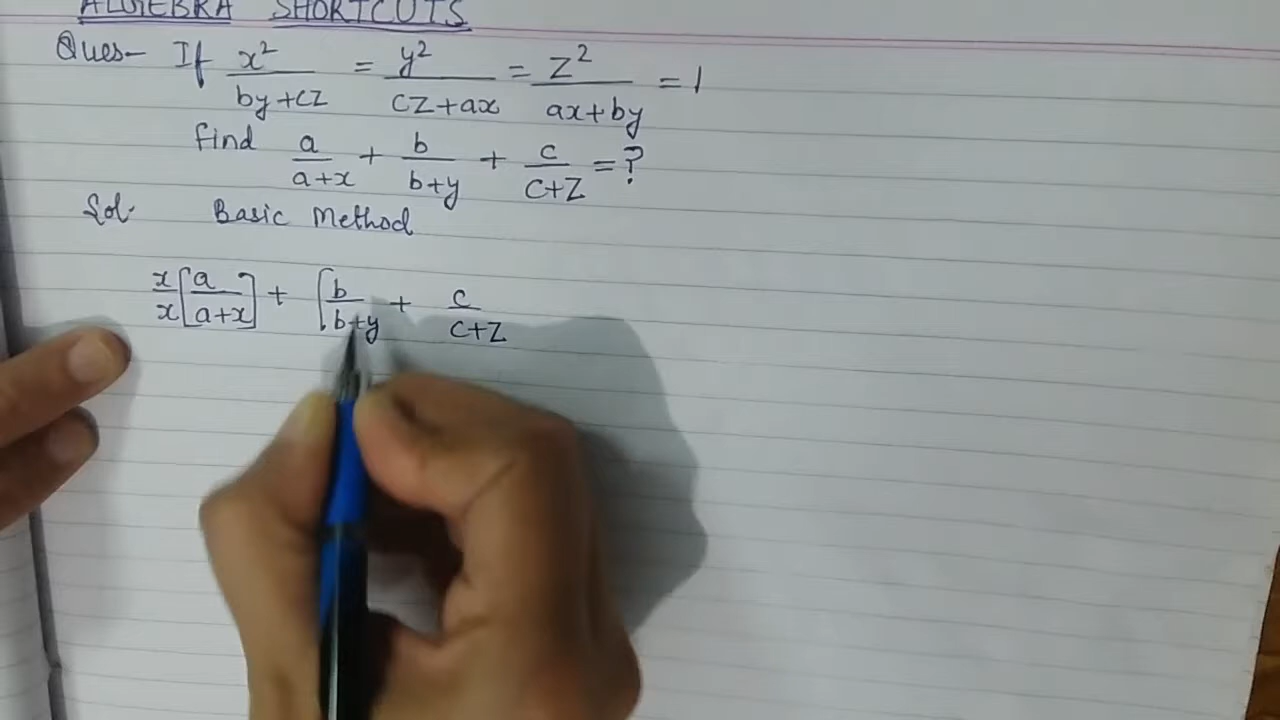 ALGEBRA SHORTCUTS
Ques- If x²/(by+cz) = y²/(cz+ax) = z²/(ax+by) = 1
find a/(a+x) + b/(b+y) + c/(c+z) = ?
Sol. Basic Method
x/x [a/(a+x)] + [b/(b+y) + c/(c+z)